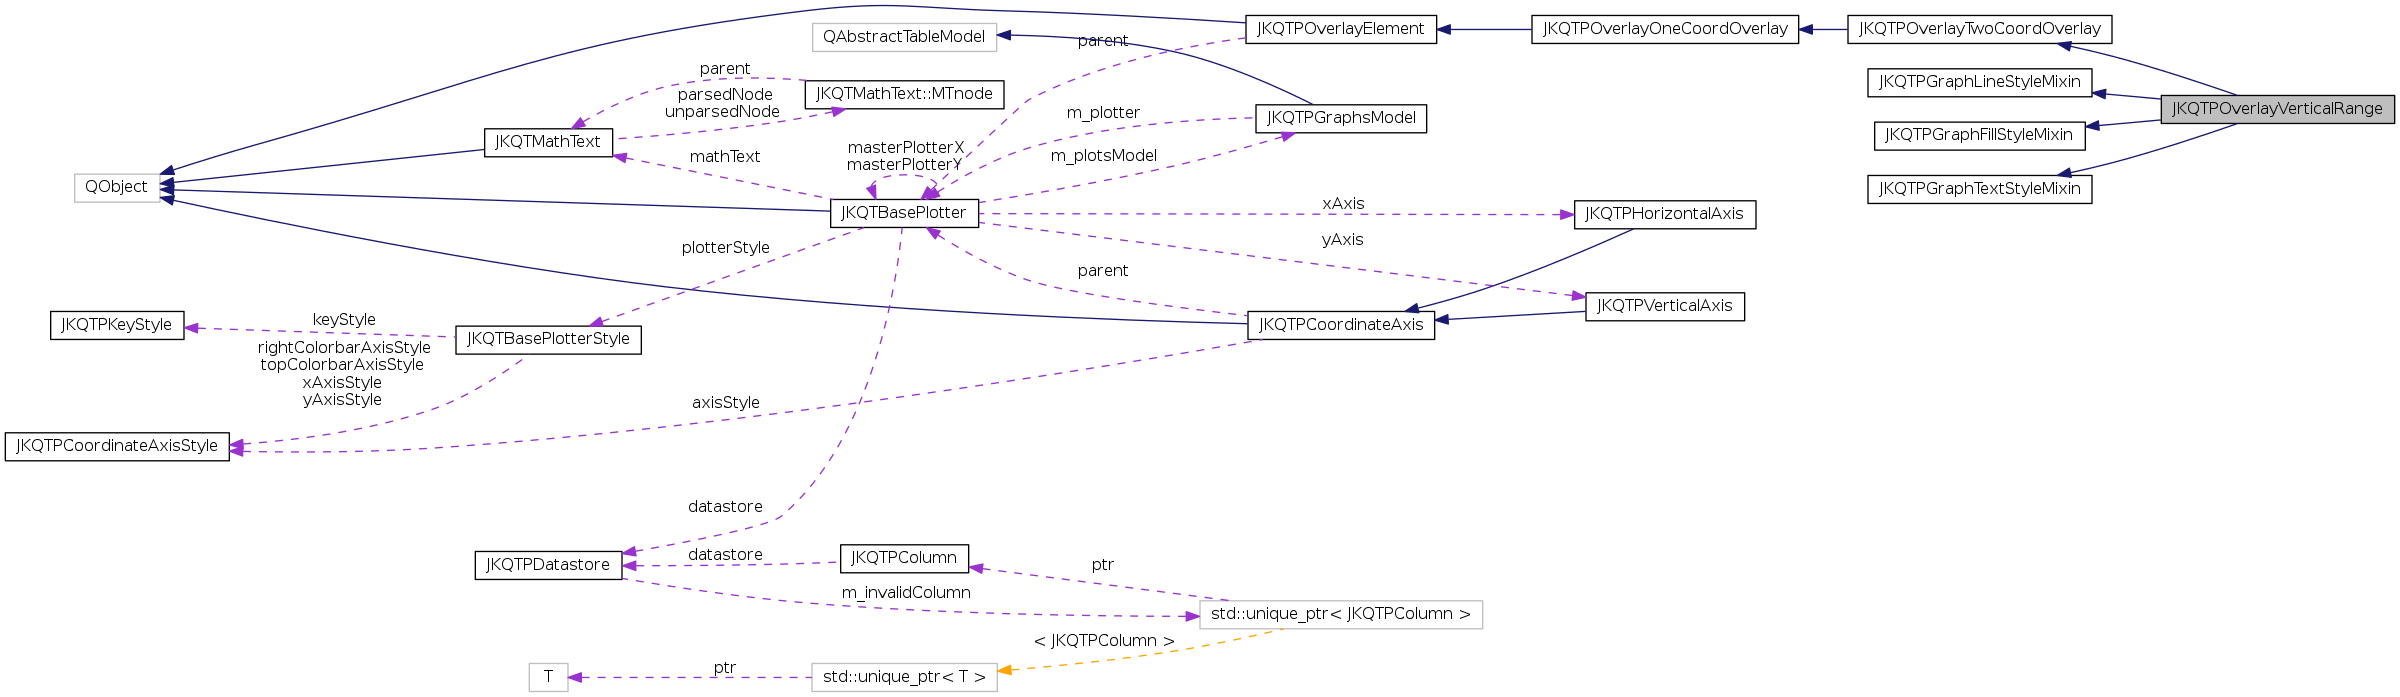 JKQTPOverlayElement
JKQTPOverlayOneCoordOverlay
JKQTPOverlayTwoCoordOverlay
QAbstractTableModel
parent
parent
JKQTPGraphLineStyleMixin
JKQTMathText::MTnode
parsedNode
unparsedNode
JKQTPOverlayVerticalRange
m_plotter
JKQTPGraphsModel
JKQTPGraphFillStyleMixin
JKQTMathText
mathText
masterPlotterX
masterPlotterY
m_plotsModel
QObject
JKQTPGraphTextStyleMixin
JKQTBasePlotter
xAxis
JKQTPHorizontalAxis
plotterStyle
yAxis
parent
JKQTPVerticalAxis
JKQTPKeyStyle
keyStyle
JKQTBasePlotterStyle
JKQTPCoordinateAxis
rightColorbarAxisStyle
topColorbarAxisStyle
xAxisStyle
yAxisStyle
axisStyle
JKQTPCoordinateAxisStyle
datastore
JKQTPDatastore
datastore
JKQTPColumn
ptr
m_invalidColumn
std::unique_ptr< JKQTPColumn >
< JKQTPColumn >
T
ptr
std::unique_ptr< T >